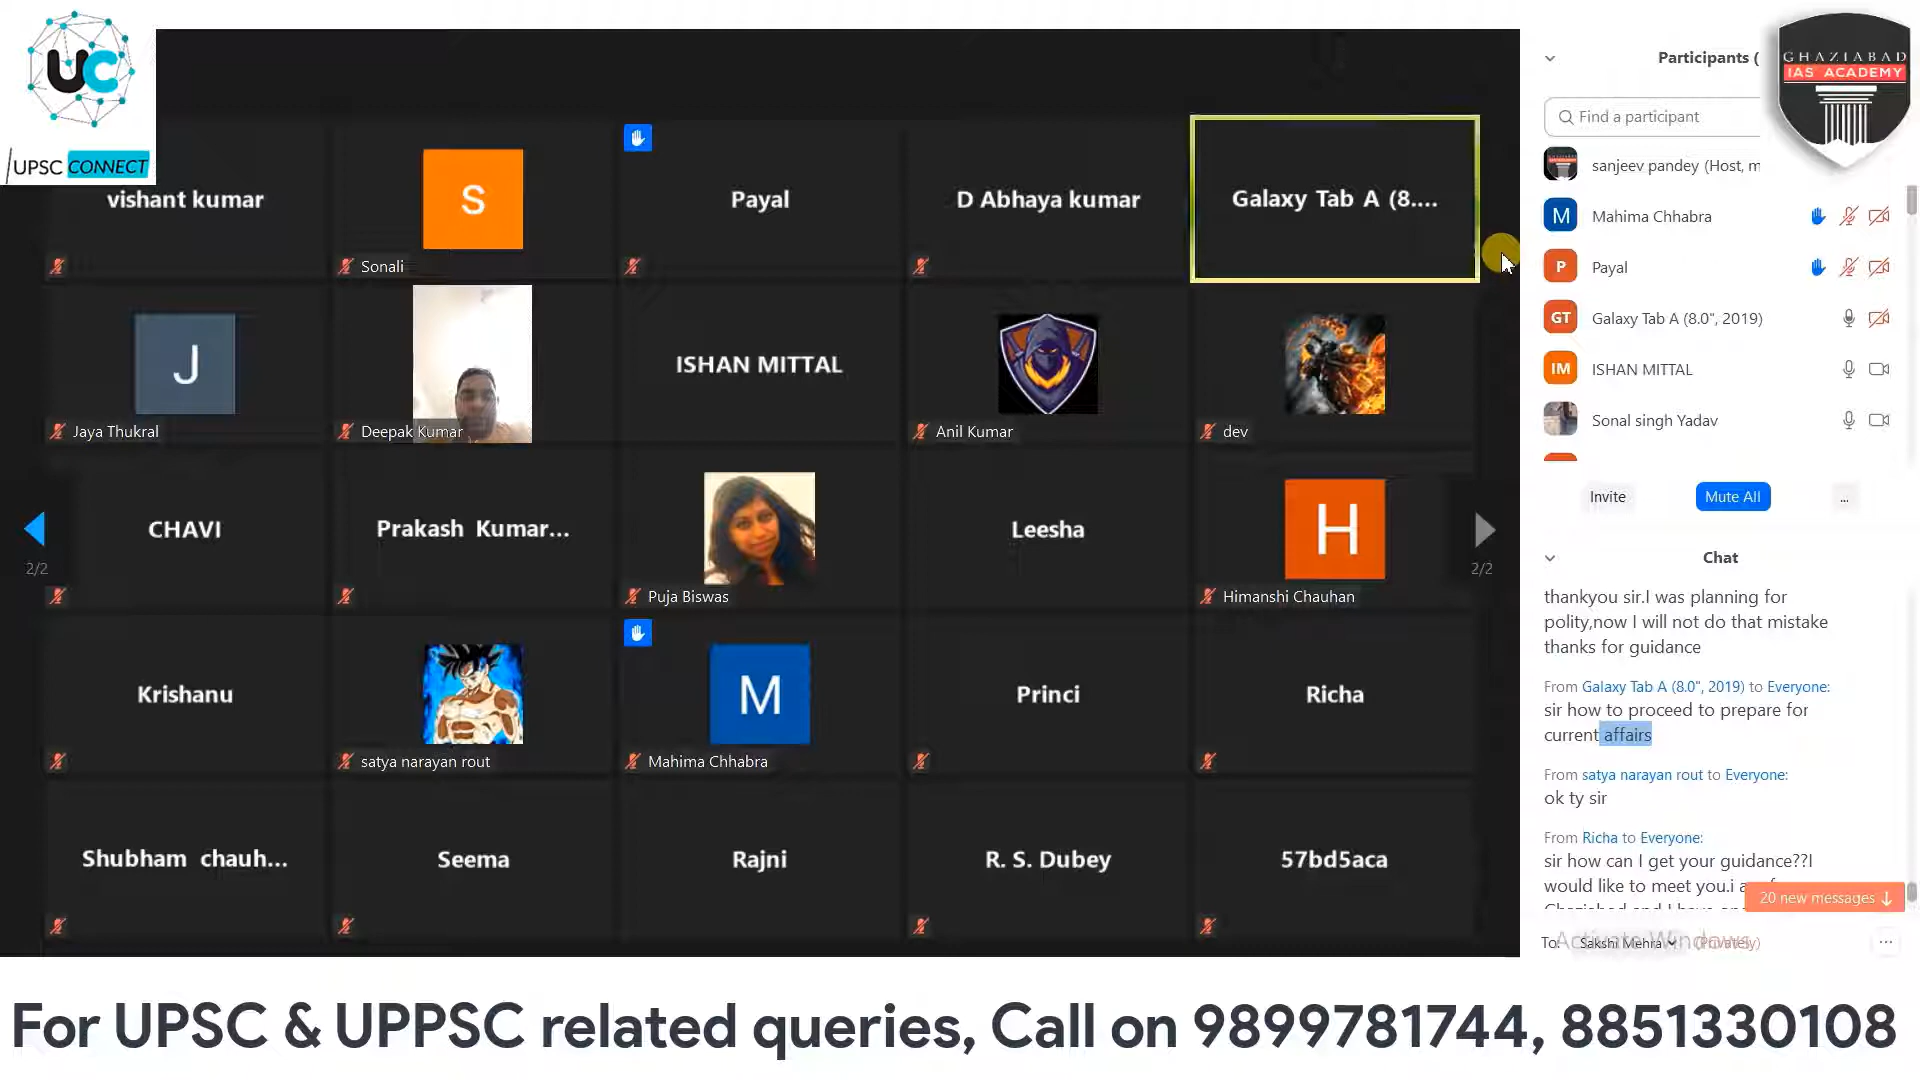 UC
UPSC CONNECT
vishant kumar
S
Sonali
Payal
D Abhaya kumar
Galaxy Tab A (8....
J
Jaya Thukral
Deepak Kumar
ISHAN MITTAL
Anil Kumar
dev
CHAVI
Prakash Kumar...
Puja Biswas
Leesha
H
Himanshi Chauhan
2/2
2/2
Krishanu
satya narayan rout
M
Mahima Chhabra
Princi
Richa
Shubham chauh...
Seema
Rajni
R. S. Dubey
57bd5aca
Participants (
GHAZIABAD
IAS ACADEMY
Find a participant
sanjeev pandey (Host, m
M Mahima Chhabra
P Payal
GT Galaxy Tab A (8.0", 2019)
IM ISHAN MITTAL
Sonal singh Yadav
Invite
Mute All
...
Chat
thankyou sir.I was planning for
polity,now I will not do that mistake
thanks for guidance
From Galaxy Tab A (8.0", 2019) to Everyone:
sir how to proceed to prepare for
current affairs
From satya narayan rout to Everyone:
ok ty sir
From Richa to Everyone:
sir how can I get your guidance??I
would like to meet you.i
20 new messages
To: Sakshi Mehra (Privately)
Activate Windows
...
For UPSC & UPPSC related queries, Call on 9899781744, 8851330108